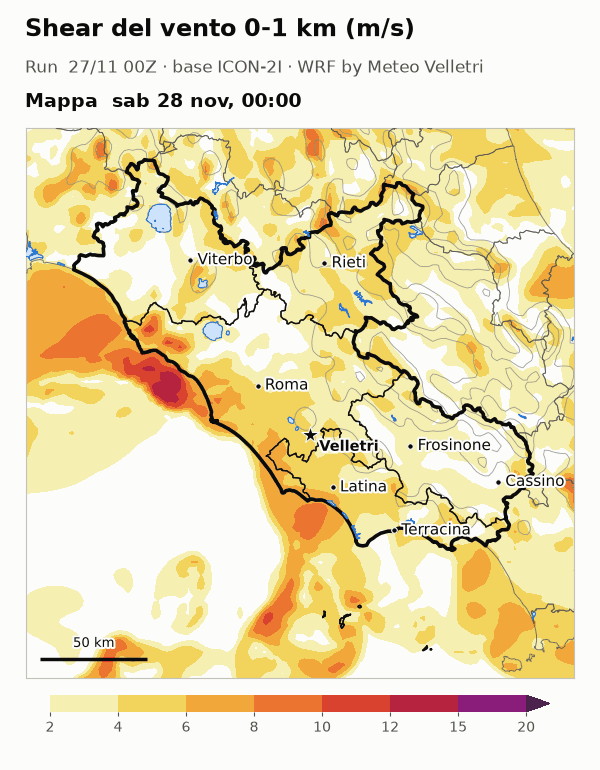 Shear del vento 0-1 km (m/s)
Run  27/11 00Z · base ICON-2I · WRF by Meteo Velletri
Mappa  sab 28 nov, 00:00
Viterbo
Rieti
Roma
Velletri
Frosinone
Latina
Cassino
Terracina
50 km
2 4 6 8 10 12 15 20